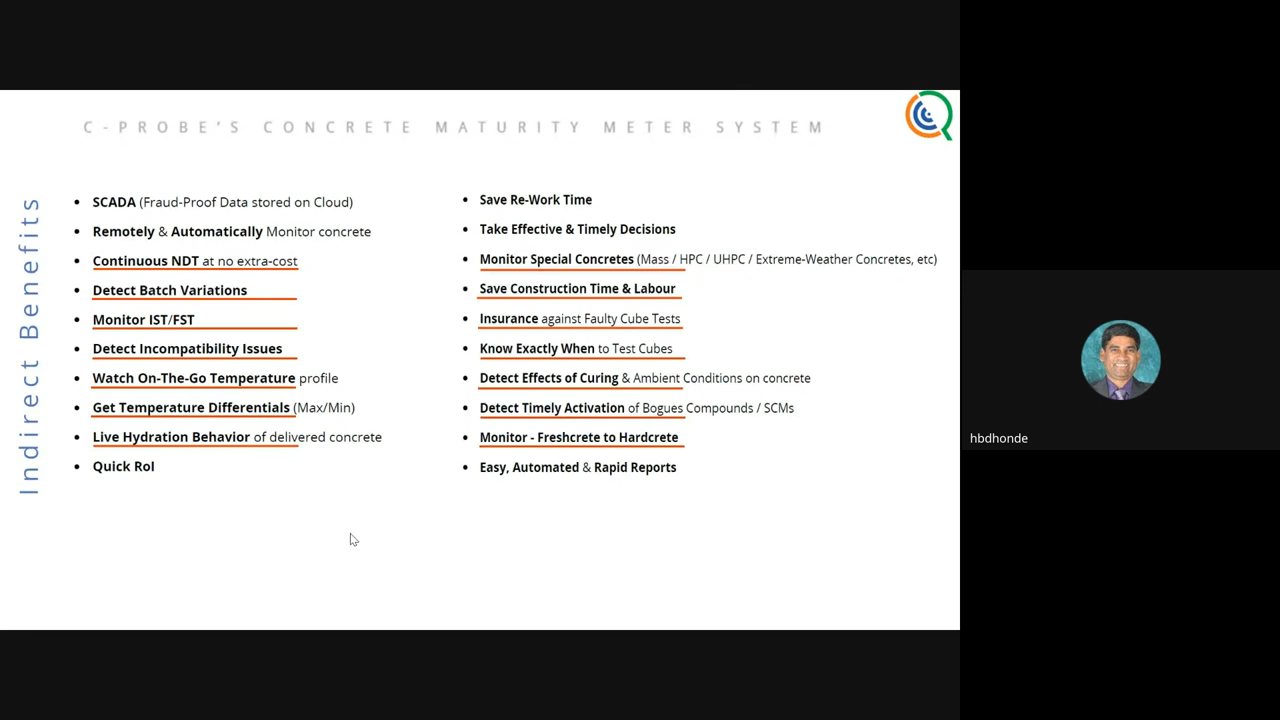 C-PROBE'S CONCRETE MATURITY METER SYSTEM
Indirect Benefits
• SCADA (Fraud-Proof Data stored on Cloud)
• Remotely & Automatically Monitor concrete
• Continuous NDT at no extra-cost
• Detect Batch Variations
• Monitor IST/FST
• Detect Incompatibility Issues
• Watch On-The-Go Temperature profile
• Get Temperature Differentials (Max/Min)
• Live Hydration Behavior of delivered concrete
• Quick RoI
• Save Re-Work Time
• Take Effective & Timely Decisions
• Monitor Special Concretes (Mass / HPC / UHPC / Extreme-Weather Concretes, etc)
• Save Construction Time & Labour
• Insurance against Faulty Cube Tests
• Know Exactly When to Test Cubes
• Detect Effects of Curing & Ambient Conditions on concrete
• Detect Timely Activation of Bogues Compounds / SCMs
• Monitor - Freshcrete to Hardcrete
• Easy, Automated & Rapid Reports
hbdhonde